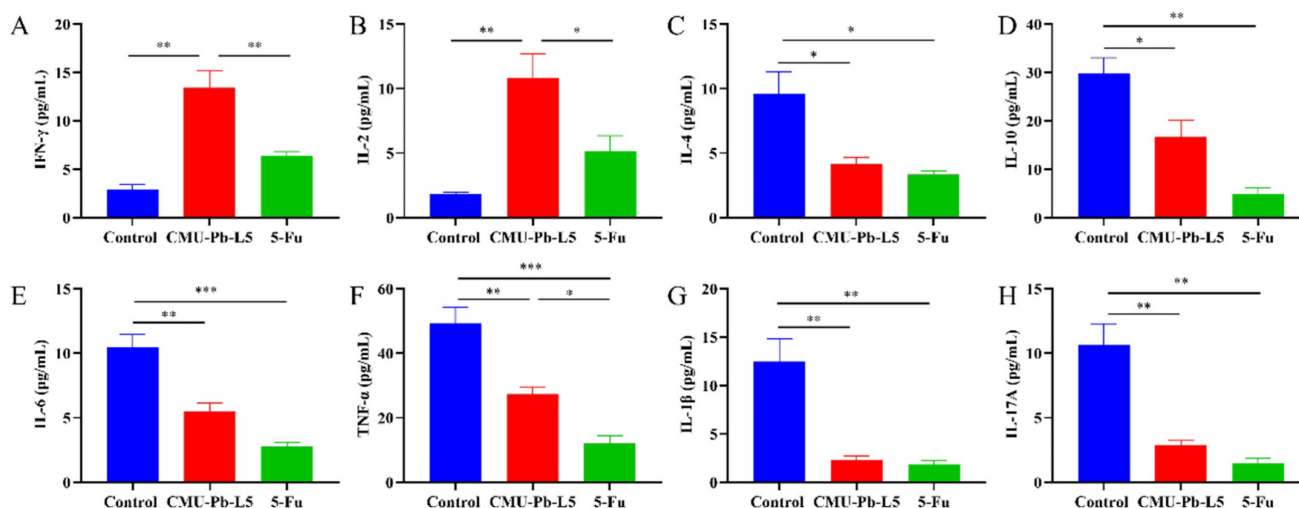 A
IFN-γ (pg/mL)
20
15
10
5
0
** **
Control CMU-Pb-L5 5-Fu
B
IL-2 (pg/mL)
15
10
5
0
** *
Control CMU-Pb-L5 5-Fu
C
IL-4 (pg/mL)
15
10
5
0
*
*
Control CMU-Pb-L5 5-Fu
D
IL-10 (pg/mL)
40
30
20
10
0
**
*
Control CMU-Pb-L5 5-Fu
E
IL-6 (pg/mL)
15
10
5
0
***
**
Control CMU-Pb-L5 5-Fu
F
TNF-α (pg/mL)
60
40
20
0
***
** *
Control CMU-Pb-L5 5-Fu
G
IL-1β (pg/mL)
20
15
10
5
0
**
**
Control CMU-Pb-L5 5-Fu
H
IL-17A (pg/mL)
15
10
5
0
**
**
Control CMU-Pb-L5 5-Fu